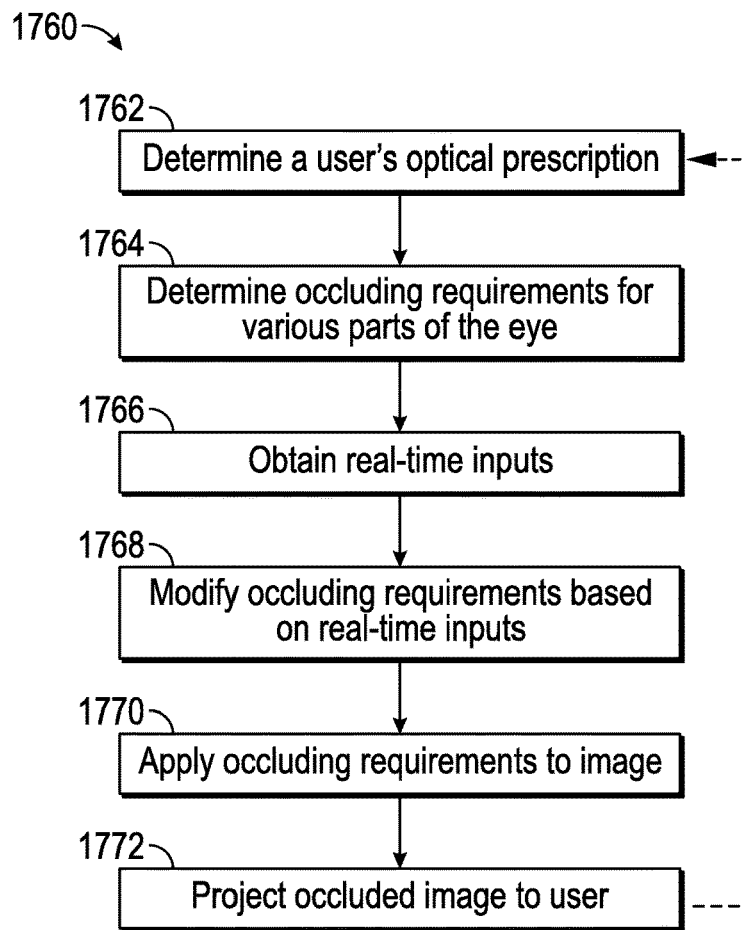 1760
1762
Determine a user's optical prescription
1764
Determine occluding requirements for
various parts of the eye
1766
Obtain real-time inputs
1768
Modify occluding requirements based
on real-time inputs
1770
Apply occluding requirements to image
1772
Project occluded image to user